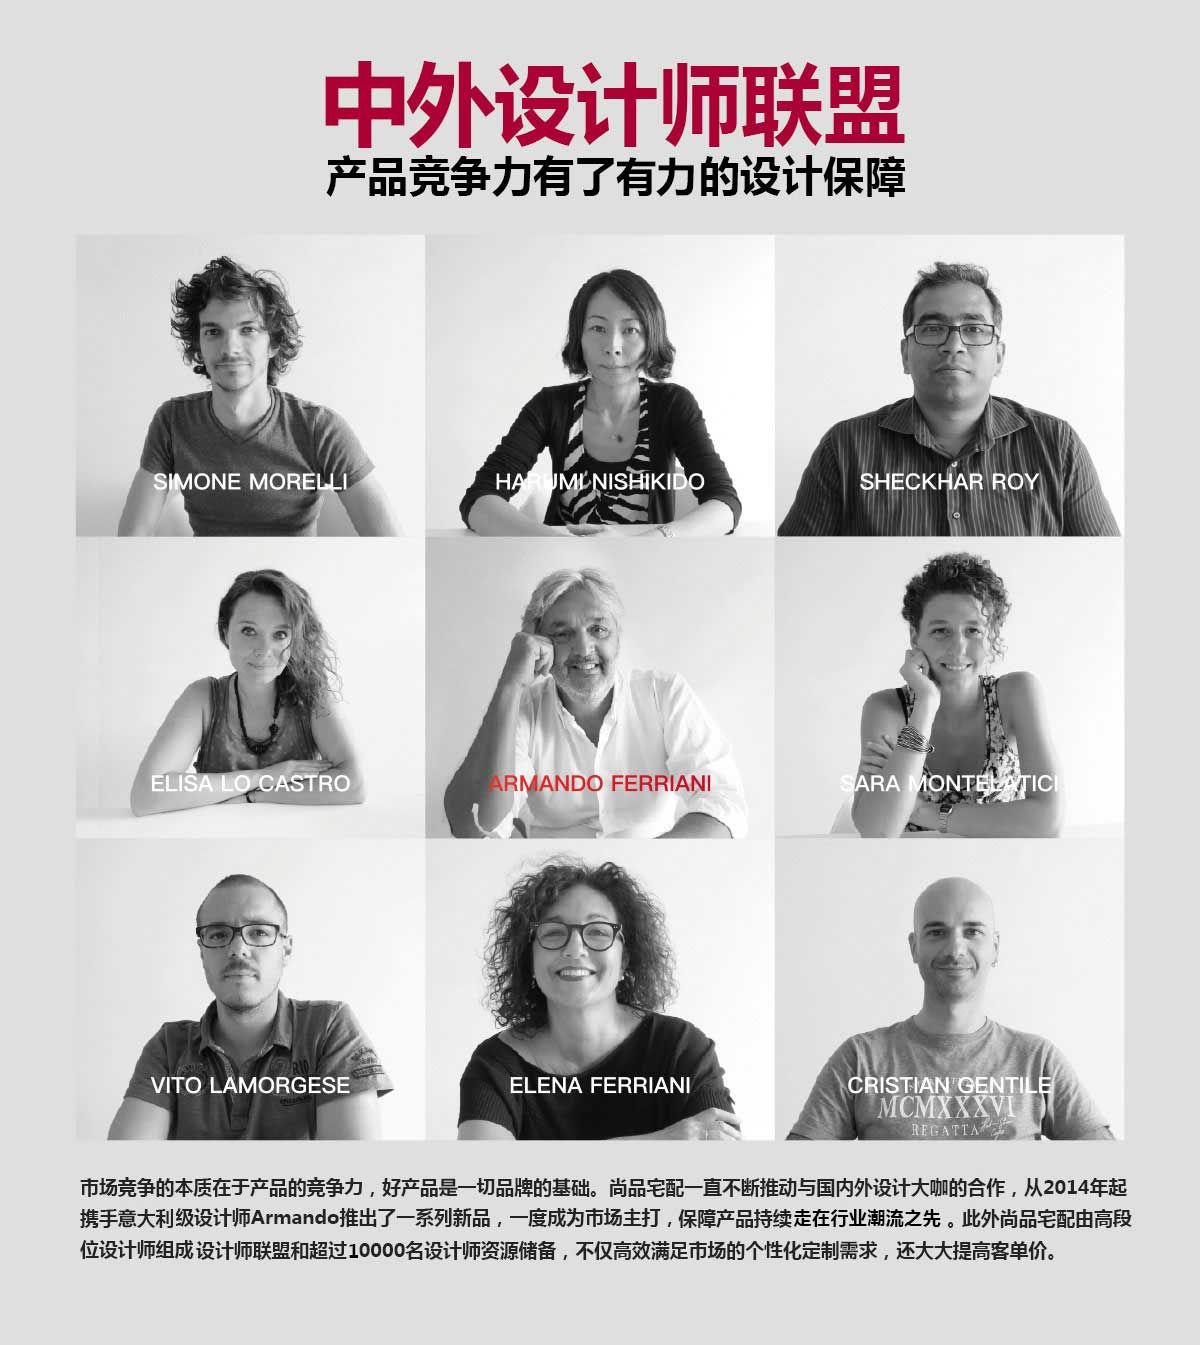 中外设计师联盟
产品竞争力有了有力的设计保障
SIMONE MORELLI
HARUMI NISHIKIDO
SHECKHAR ROY
ELISA LO CASTRO
ARMANDO FERRIANI
SARA MONTELATICI
VITO LAMORGESE
ELENA FERRIANI
CRISTIAN GENTILE
MCMXXXVI
REGATTA
市场竞争的本质在于产品的竞争力，好产品是一切品牌的基础。尚品宅配一直不断推动与国内外设计大咖的合作，从2014年起
携手意大利级设计师Armando推出了一系列新品，一度成为市场主打，保障产品持续走在行业潮流之先 。此外尚品宅配由高段
位设计师组成设计师联盟和超过10000名设计师资源储备，不仅高效满足市场的个性化定制需求，还大大提高客单价。